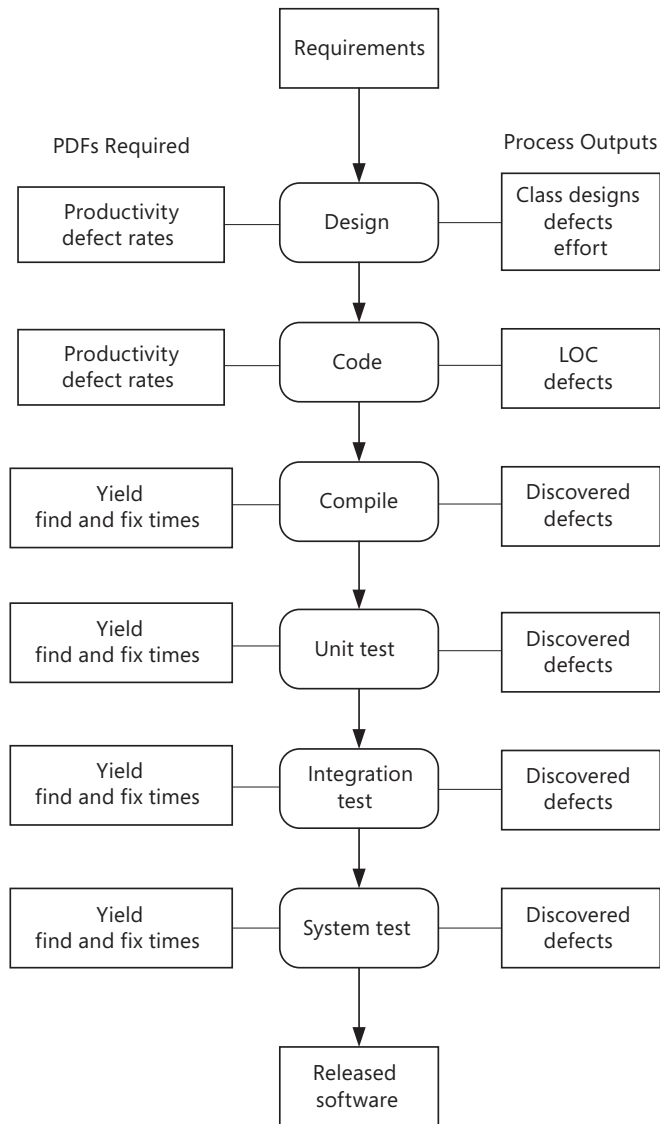 Requirements
PDFs Required
Process Outputs
Productivity
defect rates
Design
Class designs
defects
effort
Productivity
defect rates
Code
LOC
defects
Yield
find and fix times
Compile
Discovered
defects
Yield
find and fix times
Unit test
Discovered
defects
Yield
find and fix times
Integration
test
Discovered
defects
Yield
find and fix times
System test
Discovered
defects
Released
software